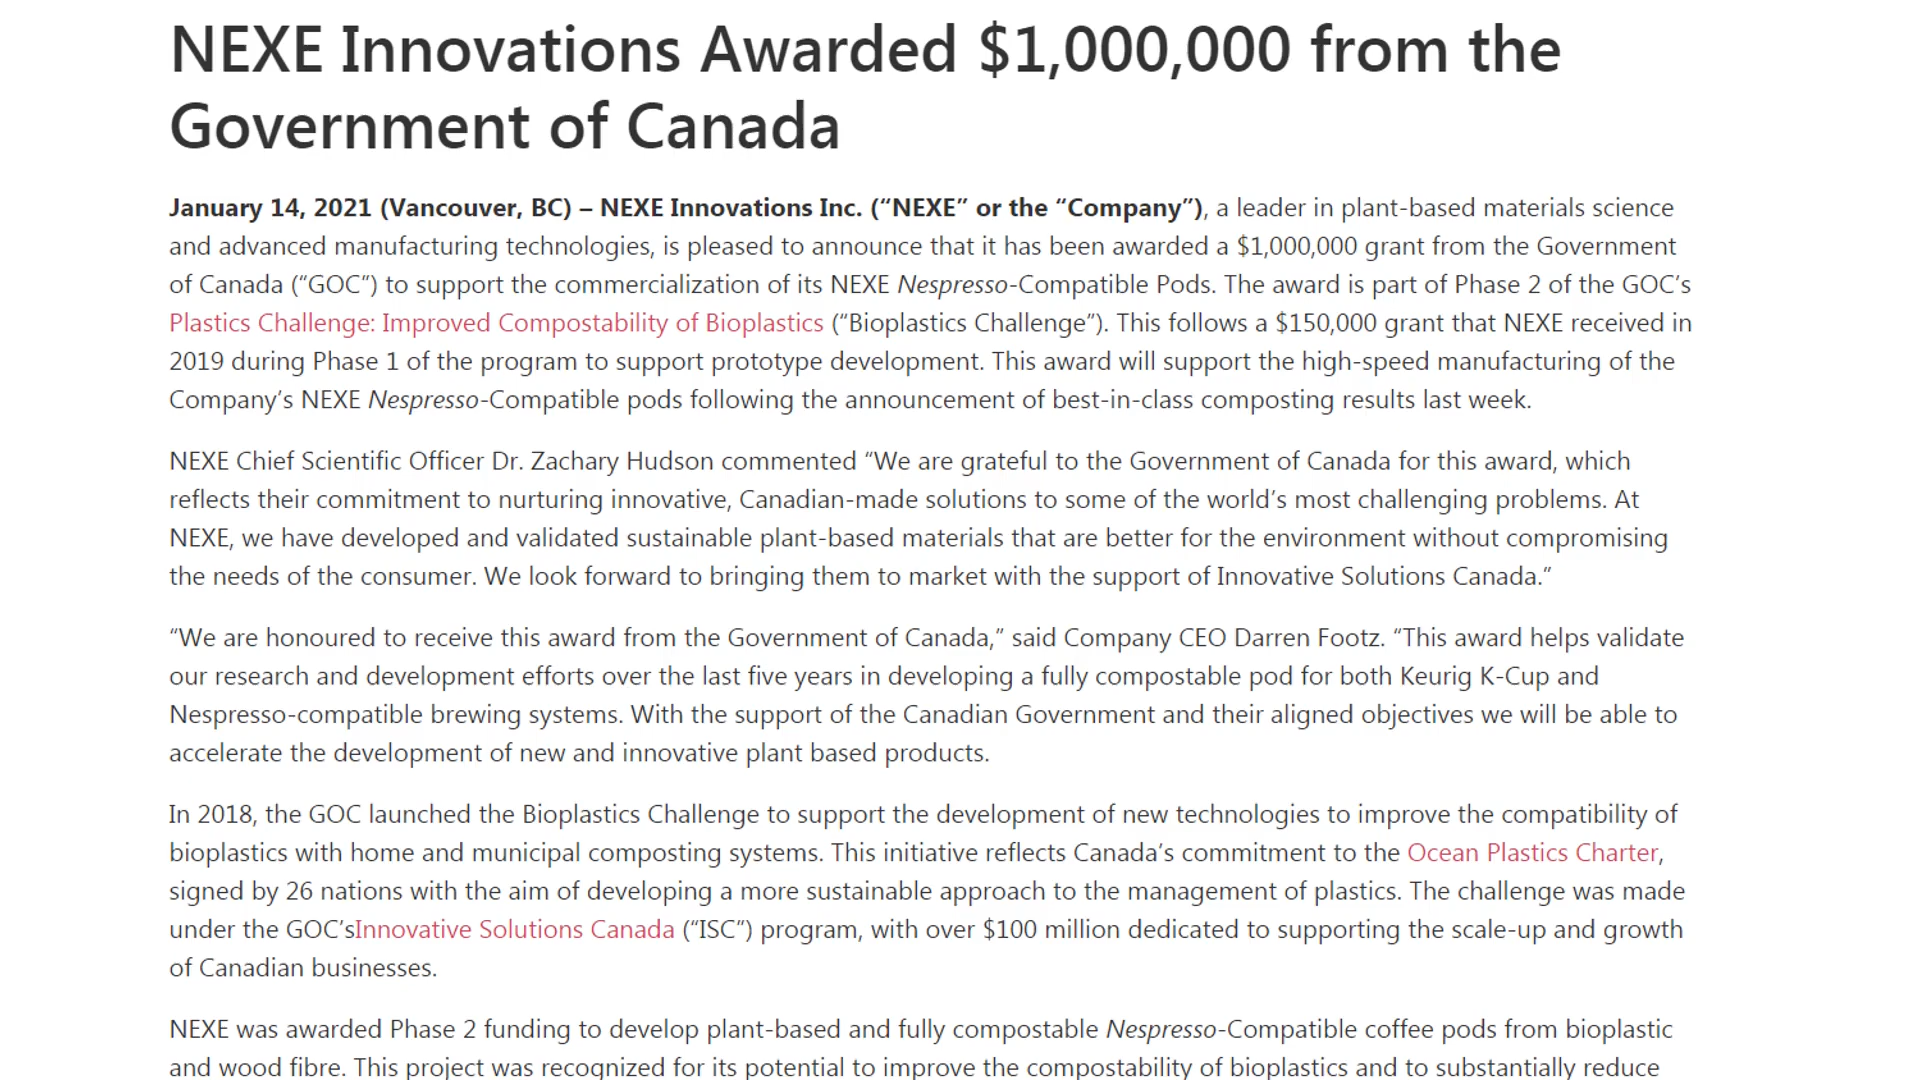 NEXE Innovations Awarded $1,000,000 from the
Government of Canada
January 14, 2021 (Vancouver, BC) – NEXE Innovations Inc. (“NEXE” or the “Company”), a leader in plant-based materials science
and advanced manufacturing technologies, is pleased to announce that it has been awarded a $1,000,000 grant from the Government
of Canada (“GOC”) to support the commercialization of its NEXE Nespresso-Compatible Pods. The award is part of Phase 2 of the GOC’s
Plastics Challenge: Improved Compostability of Bioplastics (“Bioplastics Challenge”). This follows a $150,000 grant that NEXE received in
2019 during Phase 1 of the program to support prototype development. This award will support the high-speed manufacturing of the
Company’s NEXE Nespresso-Compatible pods following the announcement of best-in-class composting results last week.
NEXE Chief Scientific Officer Dr. Zachary Hudson commented “We are grateful to the Government of Canada for this award, which
reflects their commitment to nurturing innovative, Canadian-made solutions to some of the world’s most challenging problems. At
NEXE, we have developed and validated sustainable plant-based materials that are better for the environment without compromising
the needs of the consumer. We look forward to bringing them to market with the support of Innovative Solutions Canada.”
“We are honoured to receive this award from the Government of Canada,” said Company CEO Darren Footz. “This award helps validate
our research and development efforts over the last five years in developing a fully compostable pod for both Keurig K-Cup and
Nespresso-compatible brewing systems. With the support of the Canadian Government and their aligned objectives we will be able to
accelerate the development of new and innovative plant based products.
In 2018, the GOC launched the Bioplastics Challenge to support the development of new technologies to improve the compatibility of
bioplastics with home and municipal composting systems. This initiative reflects Canada’s commitment to the Ocean Plastics Charter,
signed by 26 nations with the aim of developing a more sustainable approach to the management of plastics. The challenge was made
under the GOC’sInnovative Solutions Canada (“ISC”) program, with over $100 million dedicated to supporting the scale-up and growth
of Canadian businesses.
NEXE was awarded Phase 2 funding to develop plant-based and fully compostable Nespresso-Compatible coffee pods from bioplastic
and wood fibre. This project was recognized for its potential to improve the compostability of bioplastics and to substantially reduce